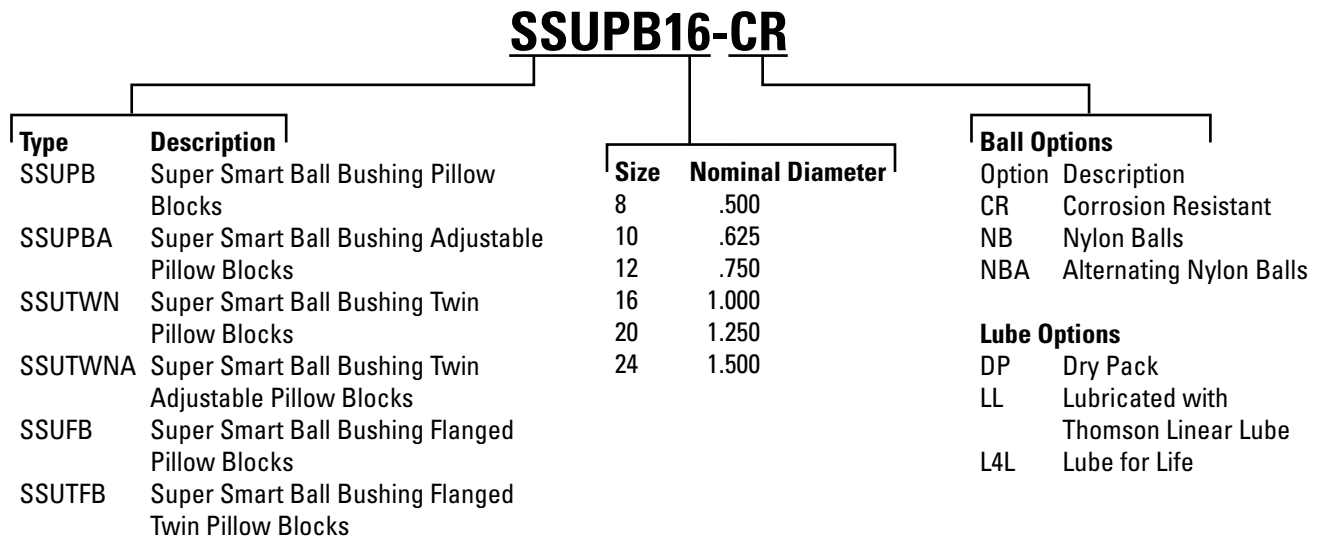 SSUPB16-CR
Type Description
SSUPB Super Smart Ball Bushing Pillow
Blocks
SSUPBA Super Smart Ball Bushing Adjustable
Pillow Blocks
SSUTWN Super Smart Ball Bushing Twin
Pillow Blocks
SSUTWNA Super Smart Ball Bushing Twin
Adjustable Pillow Blocks
SSUFB Super Smart Ball Bushing Flanged
Pillow Blocks
SSUTFB Super Smart Ball Bushing Flanged
Twin Pillow Blocks
Size Nominal Diameter
8 .500
10 .625
12 .750
16 1.000
20 1.250
24 1.500
Ball Options
Option Description
CR Corrosion Resistant
NB Nylon Balls
NBA Alternating Nylon Balls
Lube Options
DP Dry Pack
LL Lubricated with
Thomson Linear Lube
L4L Lube for Life